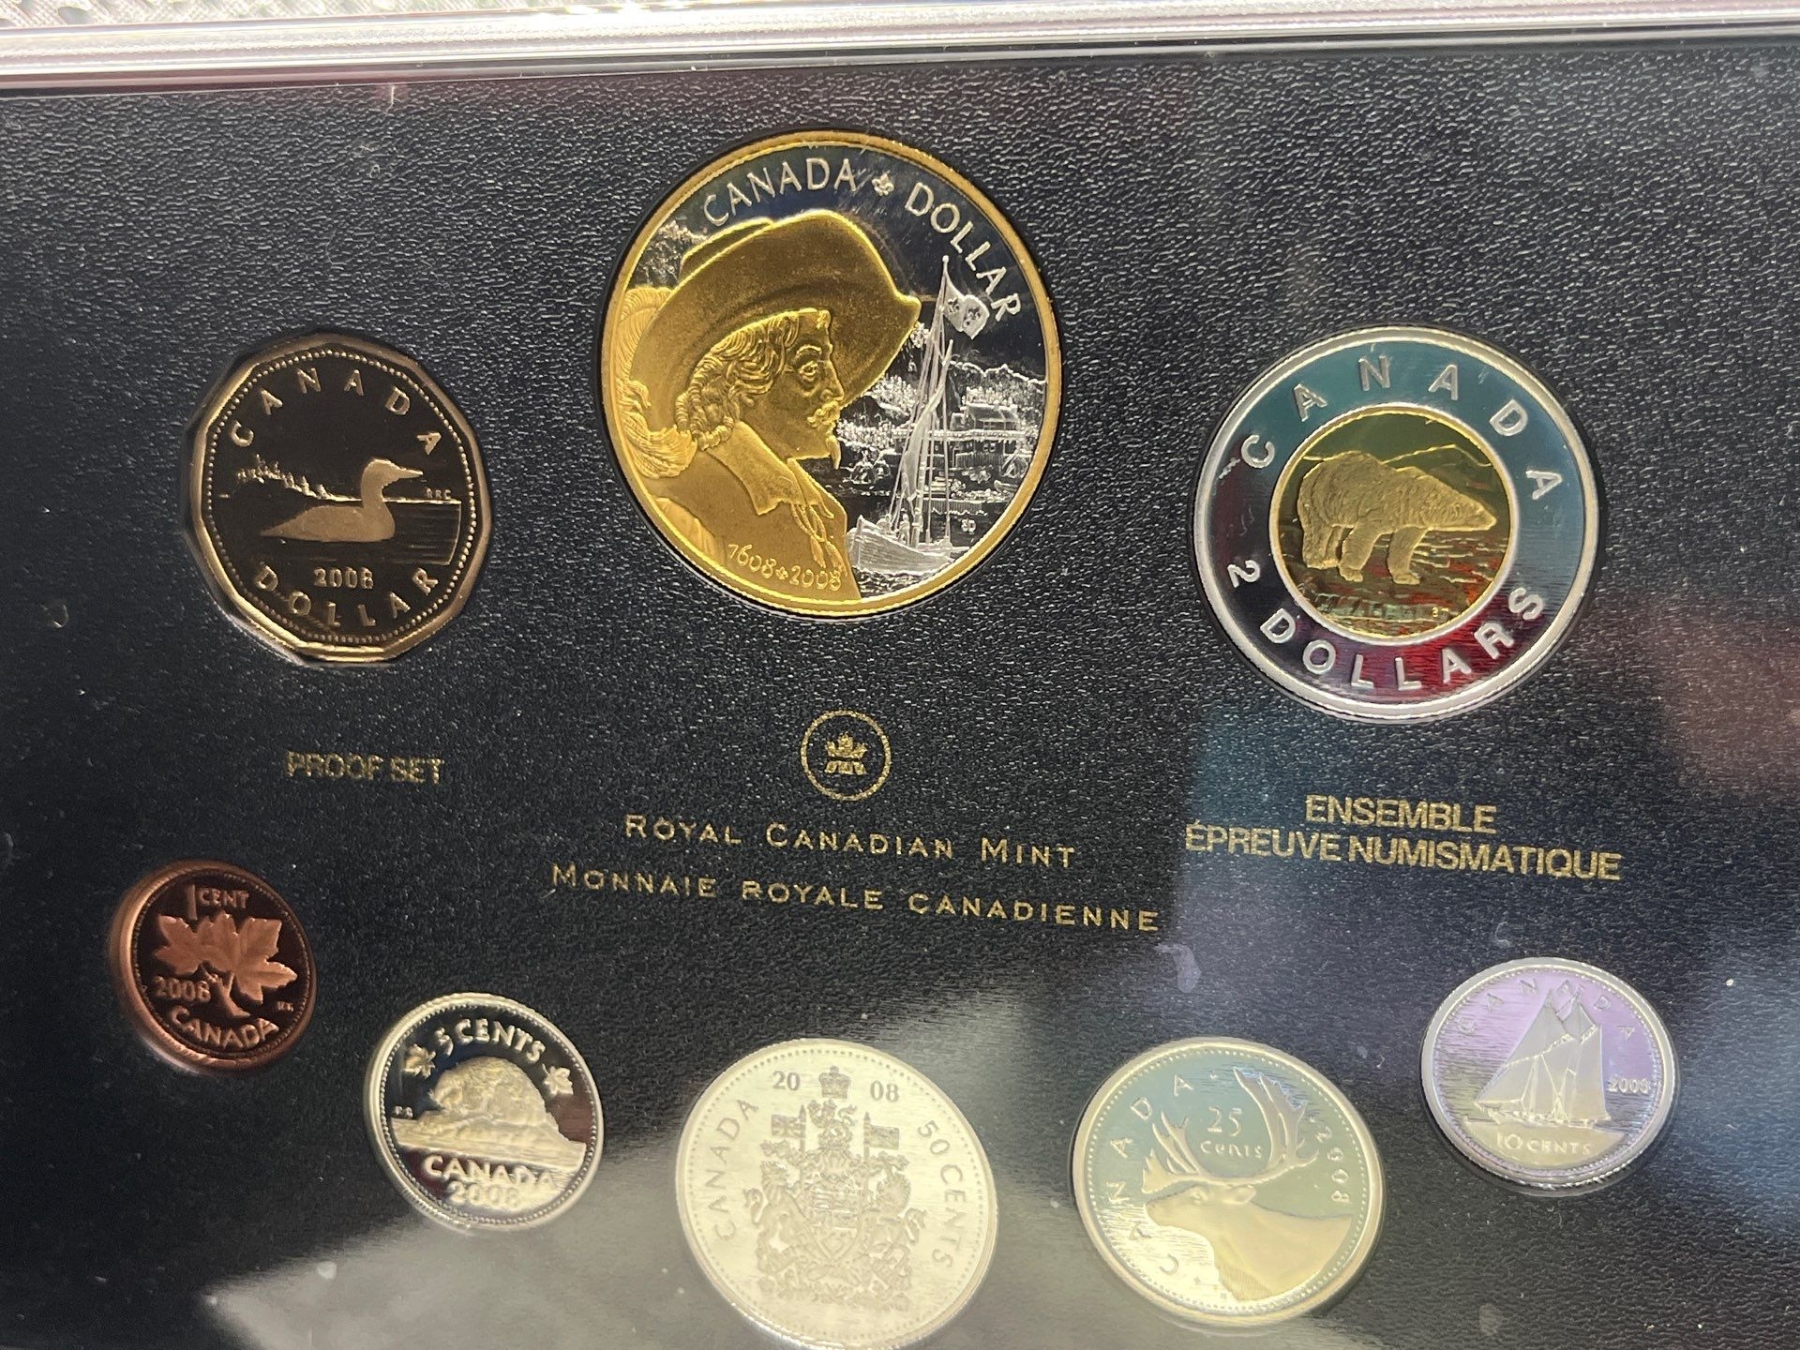 CANADA DOLLAR
1608 2008
CANADA
RRC
2008
DOLLAR
CANADA
2 DOLLARS
PROOF SET
ROYAL CANADIAN MINT
MONNAIE ROYALE CANADIENNE
ENSEMBLE
ÉPREUVE NUMISMATIQUE
1 CENT
2008
CANADA
5 CENTS
CANADA
2008
20 08
CANADA
50 CENTS
CANADA 2008
25
CENTS
CANADA
2008
10 CENTS